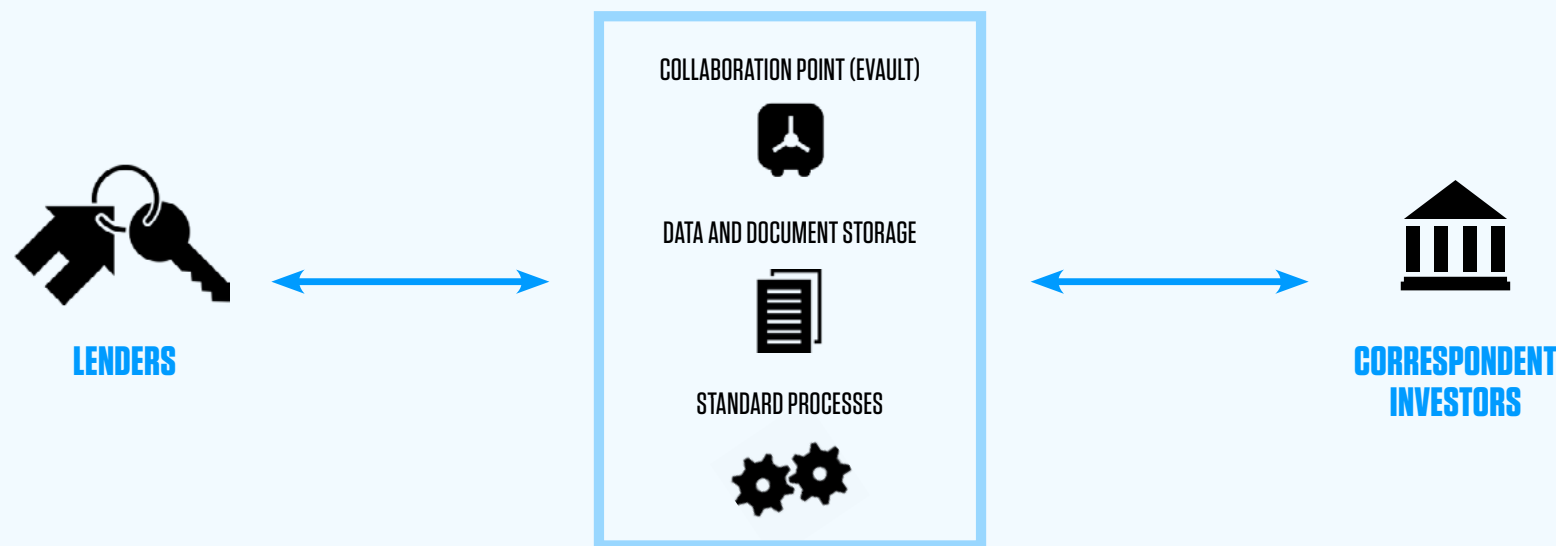 COLLABORATION POINT (EVAULT)
DATA AND DOCUMENT STORAGE
STANDARD PROCESSES
LENDERS
CORRESPONDENT
INVESTORS